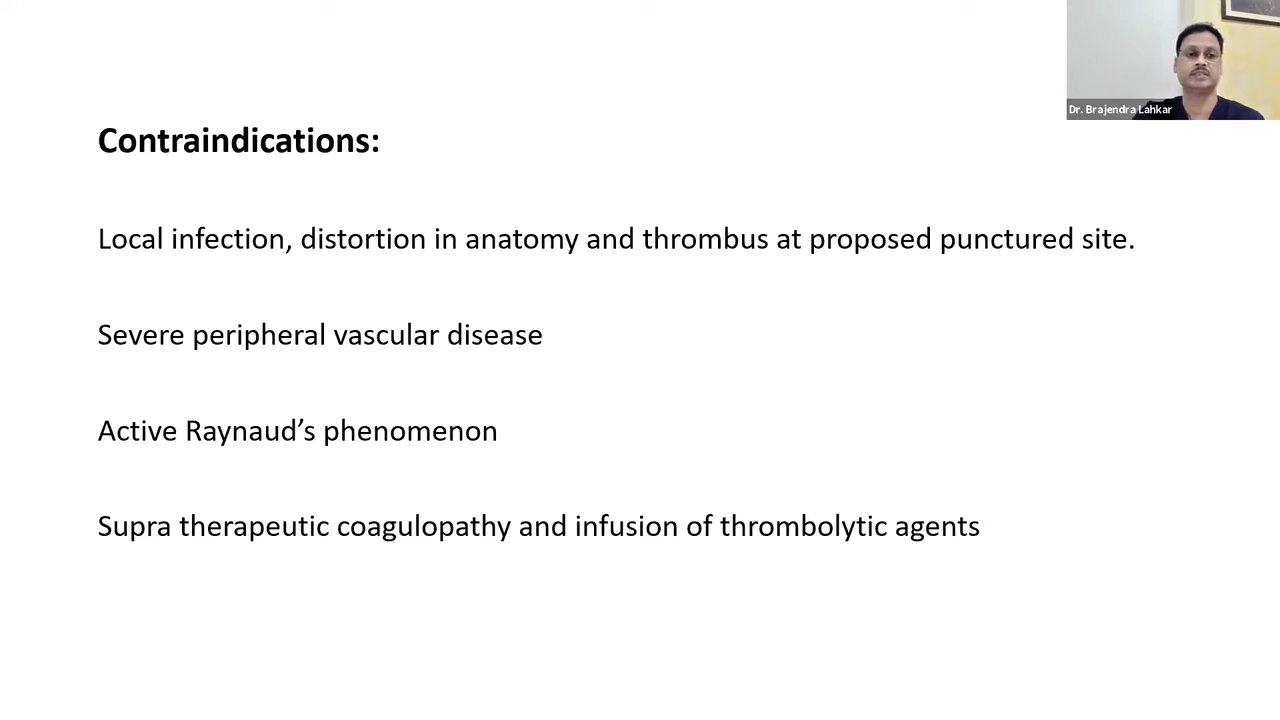 Dr. Brajendra Lahkar
Contraindications:
Local infection, distortion in anatomy and thrombus at proposed punctured site.
Severe peripheral vascular disease
Active Raynaud’s phenomenon
Supra therapeutic coagulopathy and infusion of thrombolytic agents